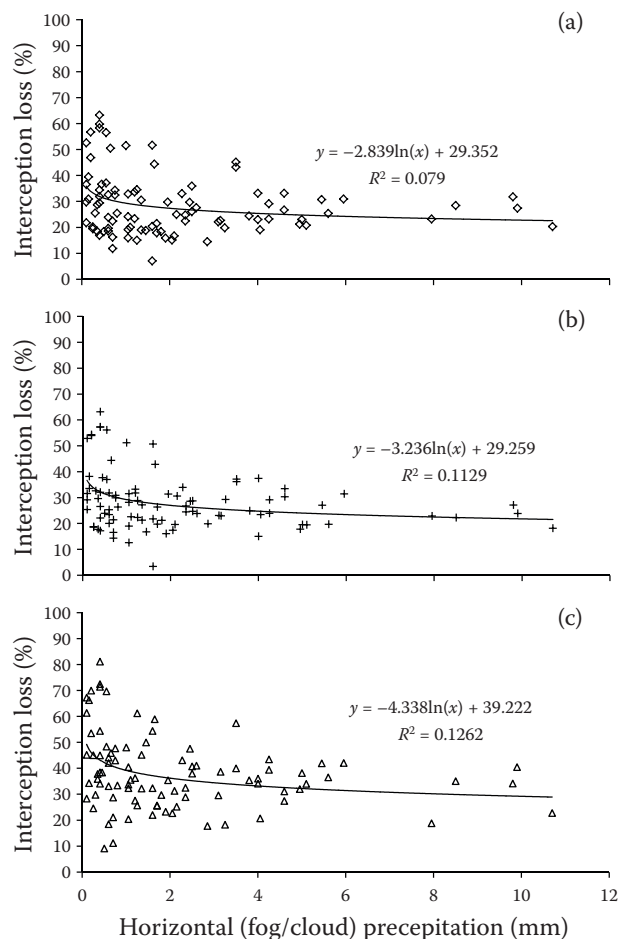 (a)
100
90
80
70
60
50
40
30
20
10
0
Interception loss (%)
y = −2.839ln(x) + 29.352
R² = 0.079
(b)
100
90
80
70
60
50
40
30
20
10
0
Interception loss (%)
y = −3.236ln(x) + 29.259
R² = 0.1129
(c)
100
90
80
70
60
50
40
30
20
10
0
Interception loss (%)
y = −4.338ln(x) + 39.222
R² = 0.1262
0 2 4 6 8 10 12
Horizontal (fog/cloud) precepitation (mm)